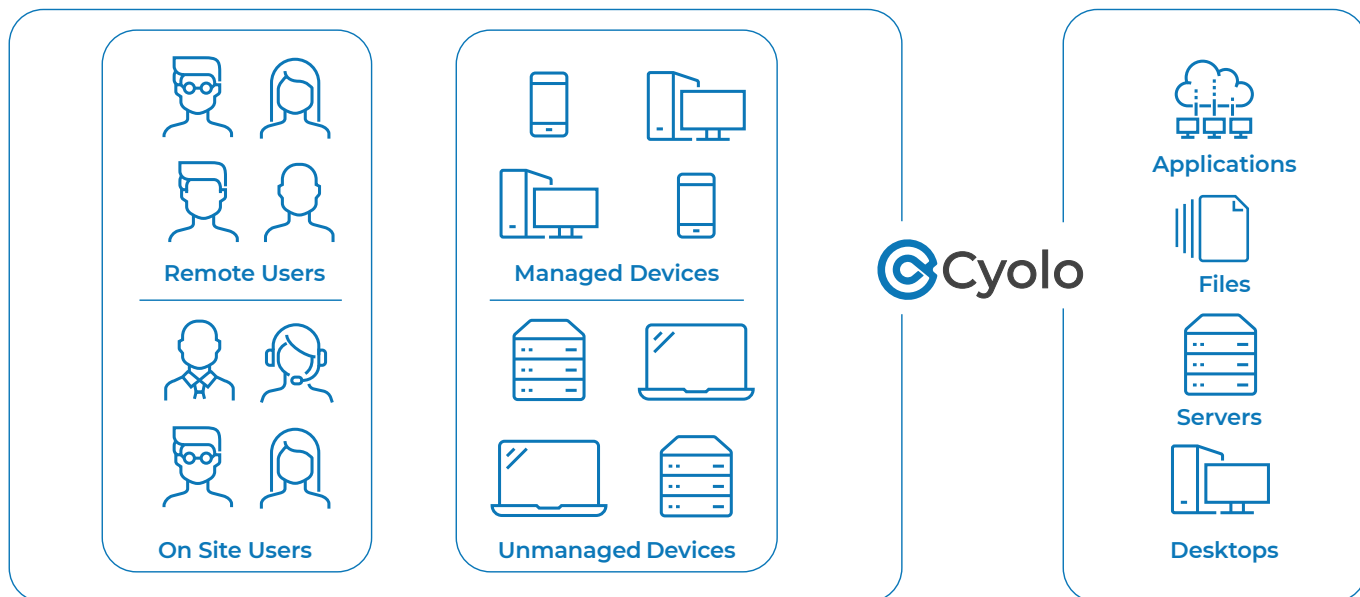 Remote Users
On Site Users
Managed Devices
Unmanaged Devices
Cyolo
Applications
Files
Servers
Desktops